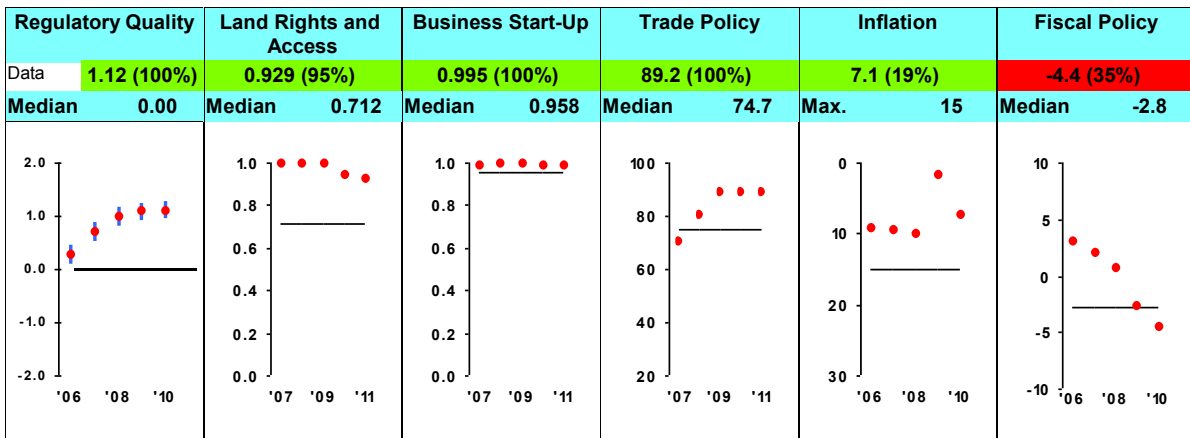 Regulatory Quality
Land Rights and
Access
Business Start-Up
Trade Policy
Inflation
Fiscal Policy
Data 1.12 (100%)
0.929 (95%)
0.995 (100%)
89.2 (100%)
7.1 (19%)
-4.4 (35%)
Median 0.00
Median 0.712
Median 0.958
Median 74.7
Max. 15
Median -2.8
2.0
1.0
0.0
-1.0
-2.0
'06 '08 '10
1.0
0.8
0.6
0.4
0.2
0.0
'07 '09 '11
1.0
0.8
0.6
0.4
0.2
0.0
'07 '09 '11
100
80
60
40
20
'07 '09 '11
0
10
20
30
'06 '10
10
5
0
-5
-10
'06 '10